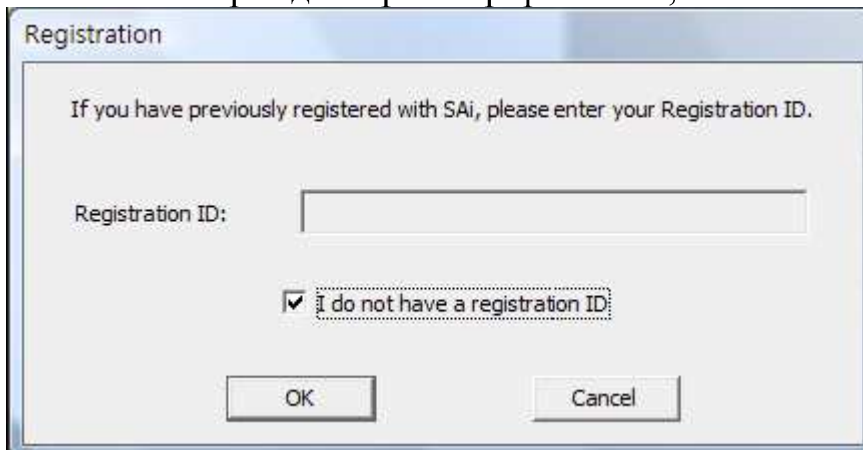 Registration
If you have previously registered with SAi, please enter your Registration ID.
Registration ID:
I do not have a registration ID
OK
Cancel